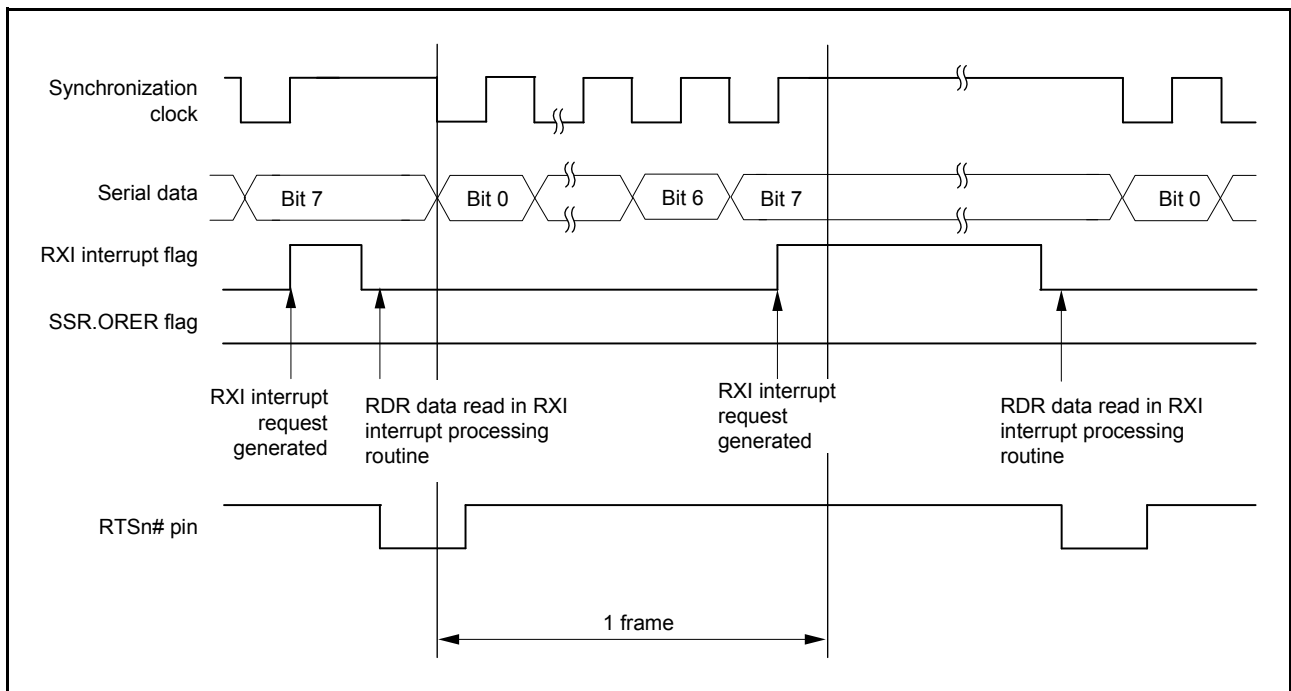 Synchronization
clock
Serial data
Bit 7
Bit 0
Bit 6
Bit 7
Bit 0
RXI interrupt flag
SSR.ORER flag
RXI interrupt
request
generated
RDR data read in RXI
interrupt processing
routine
RXI interrupt
request
generated
RDR data read in RXI
interrupt processing
routine
RTSn# pin
1 frame